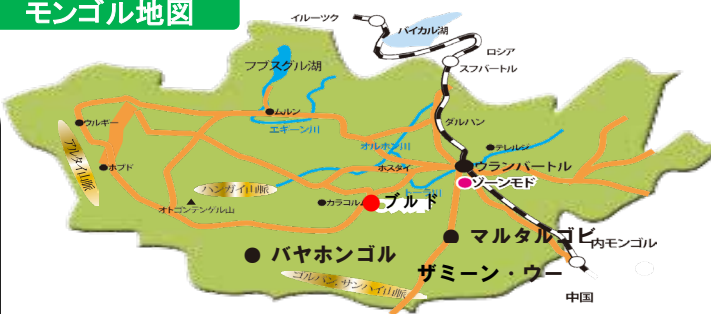 モンゴル地図
イルーツク
バイカル湖
ロシア
スフバートル
フブスグル湖
ムルン
エギーン川
ウルギー
ダルハン
オルホン川
テレルジ
アルタイ山脈
ホブド
ホスタイ
ウランバートル
ゾーンモド
ハンガイ山脈
トーラ川
カラコルム
ブルド
オトゴンテンゲル山
マルタルゴビ
内モンゴル
バヤホンゴル
ザミーン・ウー
ゴルバン,サンハイ山脈
中国